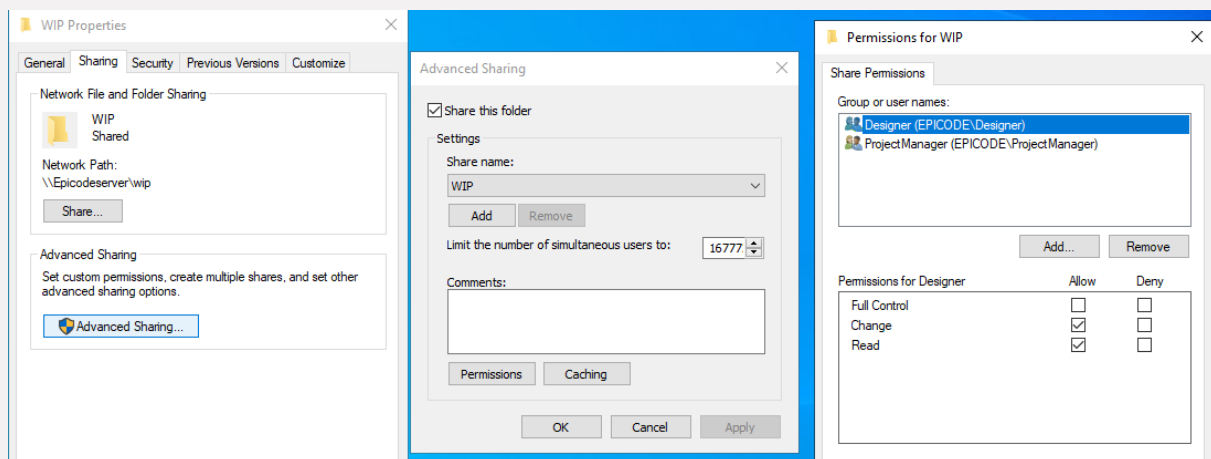 WIP Properties
General Sharing Security Previous Versions Customize
Network File and Folder Sharing
WIP
Shared
Network Path:
\\Epicodeserver\wip
Share...
Advanced Sharing
Set custom permissions, create multiple shares, and set other
advanced sharing options.
Advanced Sharing...
Advanced Sharing
Share this folder
Settings
Share name:
WIP
Add Remove
Limit the number of simultaneous users to: 16777
Comments:
Permissions Caching
OK Cancel Apply
Permissions for WIP
Share Permissions
Group or user names:
Designer (EPICODE\Designer)
ProjectManager (EPICODE\ProjectManager)
Add... Remove
Permissions for Designer Allow Deny
Full Control
Change
Read